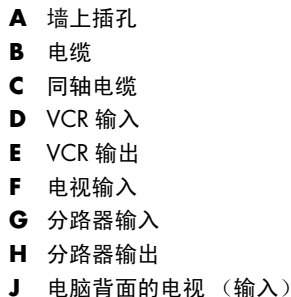 A 墙上插孔
B 电缆
C 同轴电缆
D VCR 输入
E VCR 输出
F 电视输入
G 分路器输入
H 分路器输出
J 电脑背面的电视 （输入）